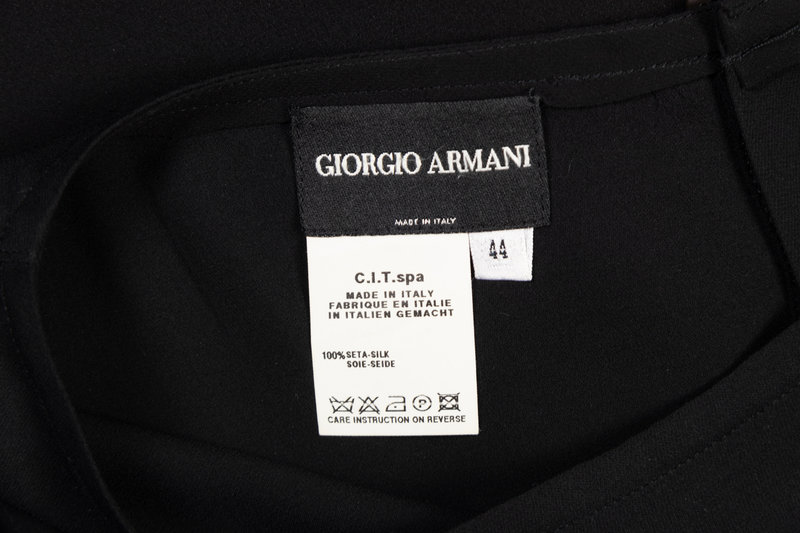 GIORGIO ARMANI
MADE IN ITALY
44
C.I.T.spa
MADE IN ITALY
FABRIQUE EN ITALIE
IN ITALIEN GEMACHT
100% SETA-SILK
SOIE-SEIDE
P
CARE INSTRUCTION ON REVERSE